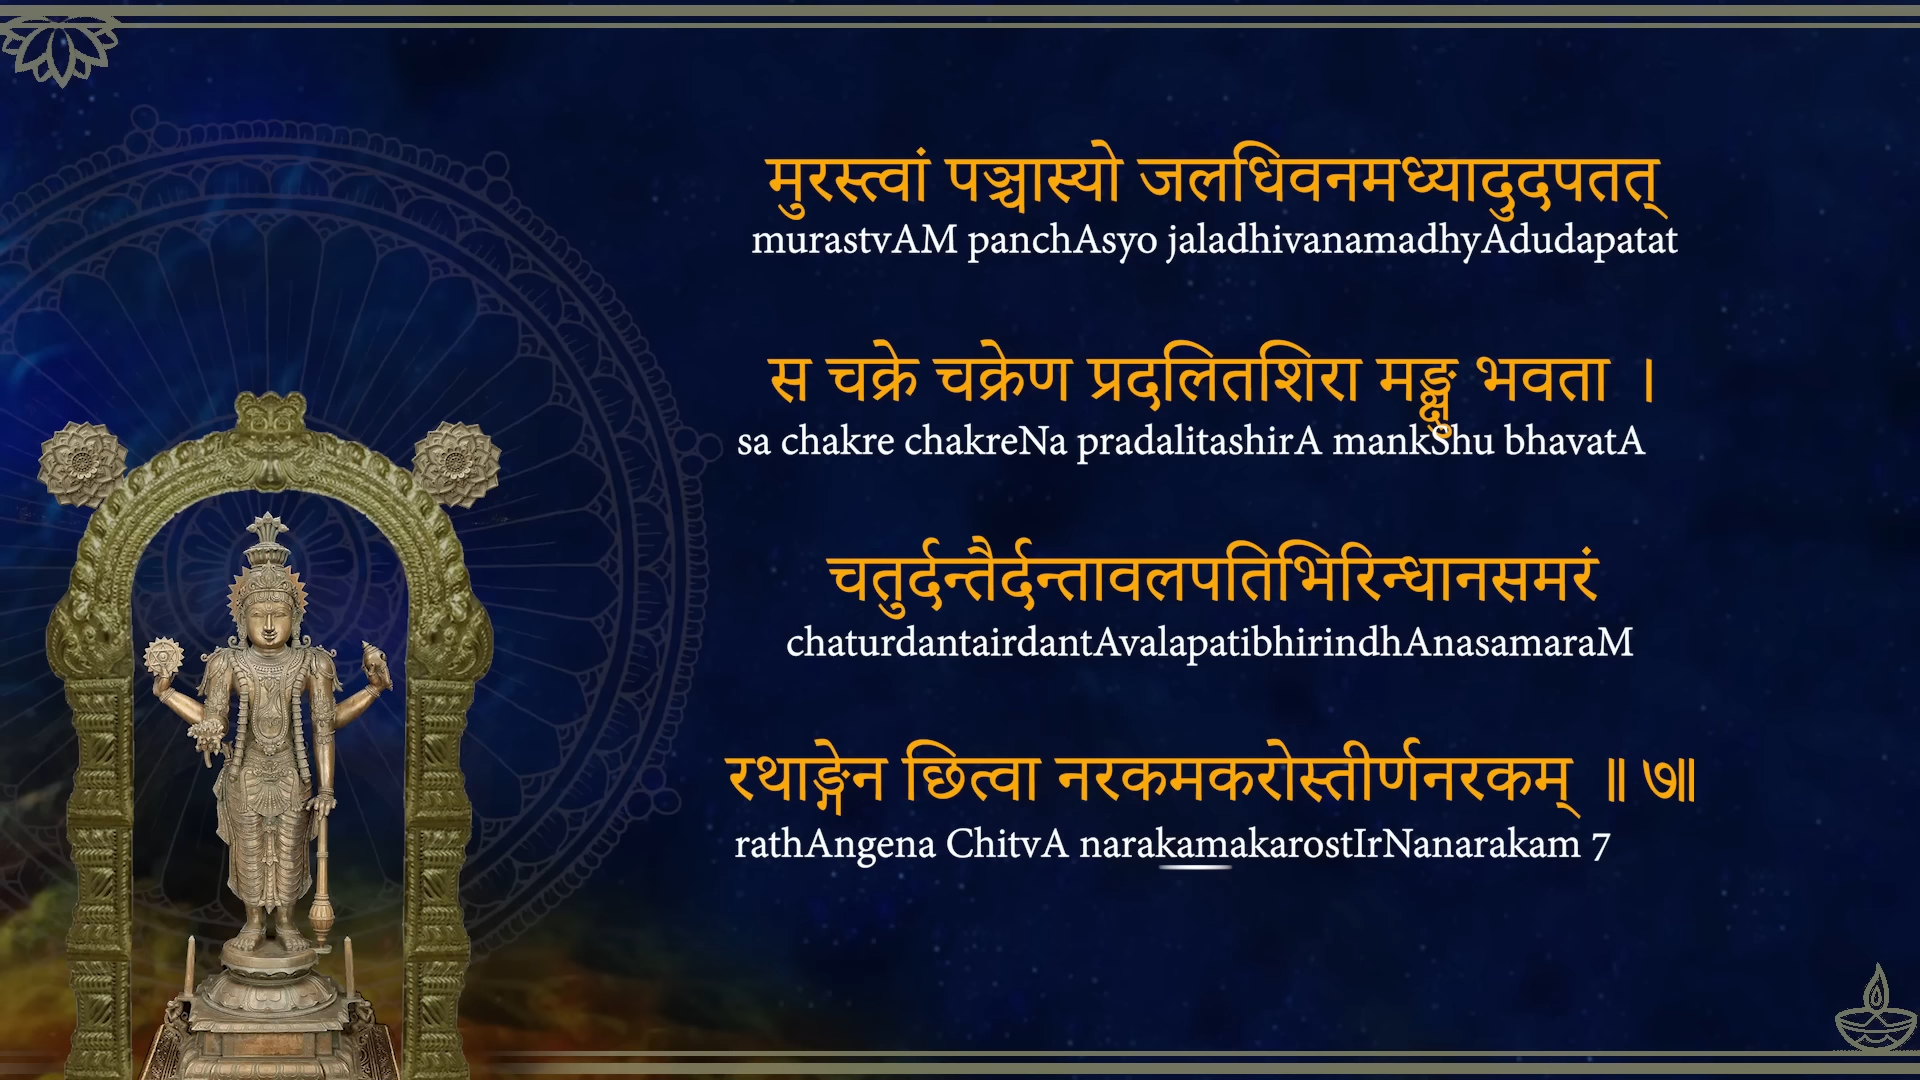 मुरस्त्वां पञ्चास्यो जलधिवनमध्यादुदपतत्
murastvAM panchAsyo jaladhivanamadhyAdudapatat
स चक्रे चक्रेण प्रदलितशिरा मङ्क्षु भवता ।
sa chakre chakreNa pradalitashirA mankShu bhavatA
चतुर्दन्तैर्दन्तावलपतिभिरिन्धानसमरं
chaturdantairdantAvalapatibhirindhAnasamaraM
रथाङ्गेन छित्वा नरकमकरोस्तीर्णनरकम् ॥ ७॥
rathAngena ChitvA narakamakarostIrNanarakam 7